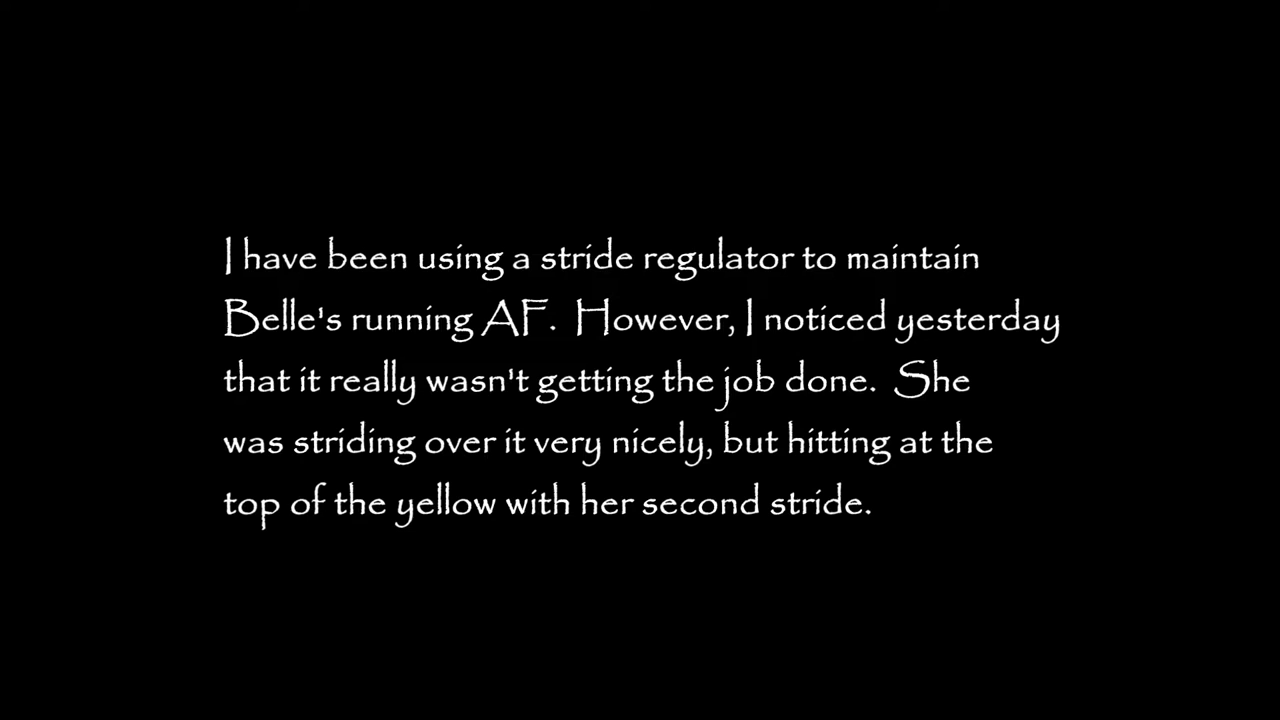 I have been using a stride regulator to maintain
Belle's running AF.  However, I noticed yesterday
that it really wasn't getting the job done.  She
was striding over it very nicely, but hitting at the
top of the yellow with her second stride.